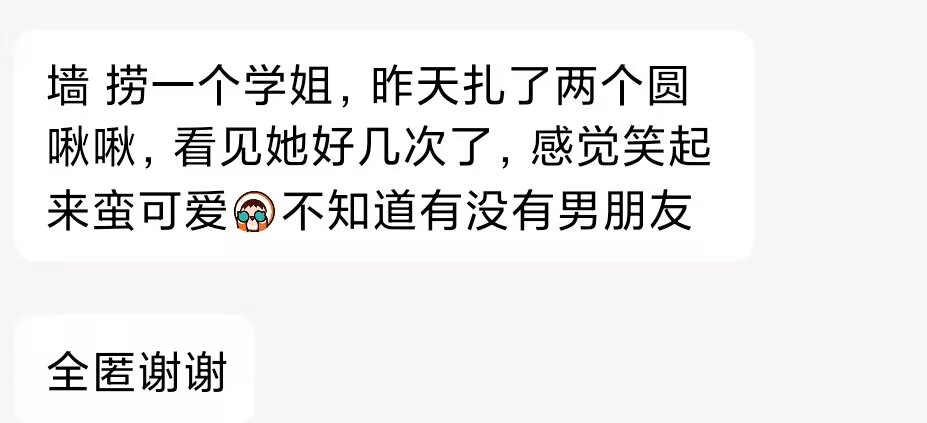 墙 捞一个学姐，昨天扎了两个圆
啾啾，看见她好几次了，感觉笑起
来蛮可爱不知道有没有男朋友
全匿谢谢